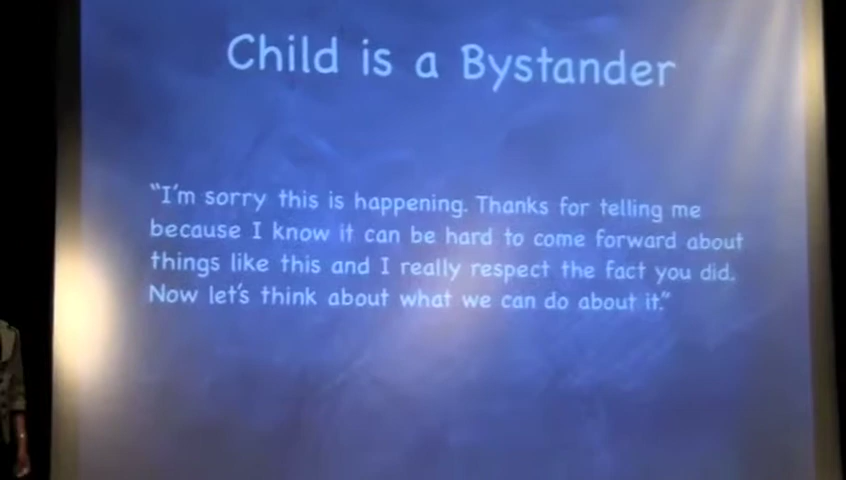 Child is a Bystander
"I'm sorry this is happening. Thanks for telling me
because I know it can be hard to come forward about
things like this and I really respect the fact you did.
Now let's think about what we can do about it."